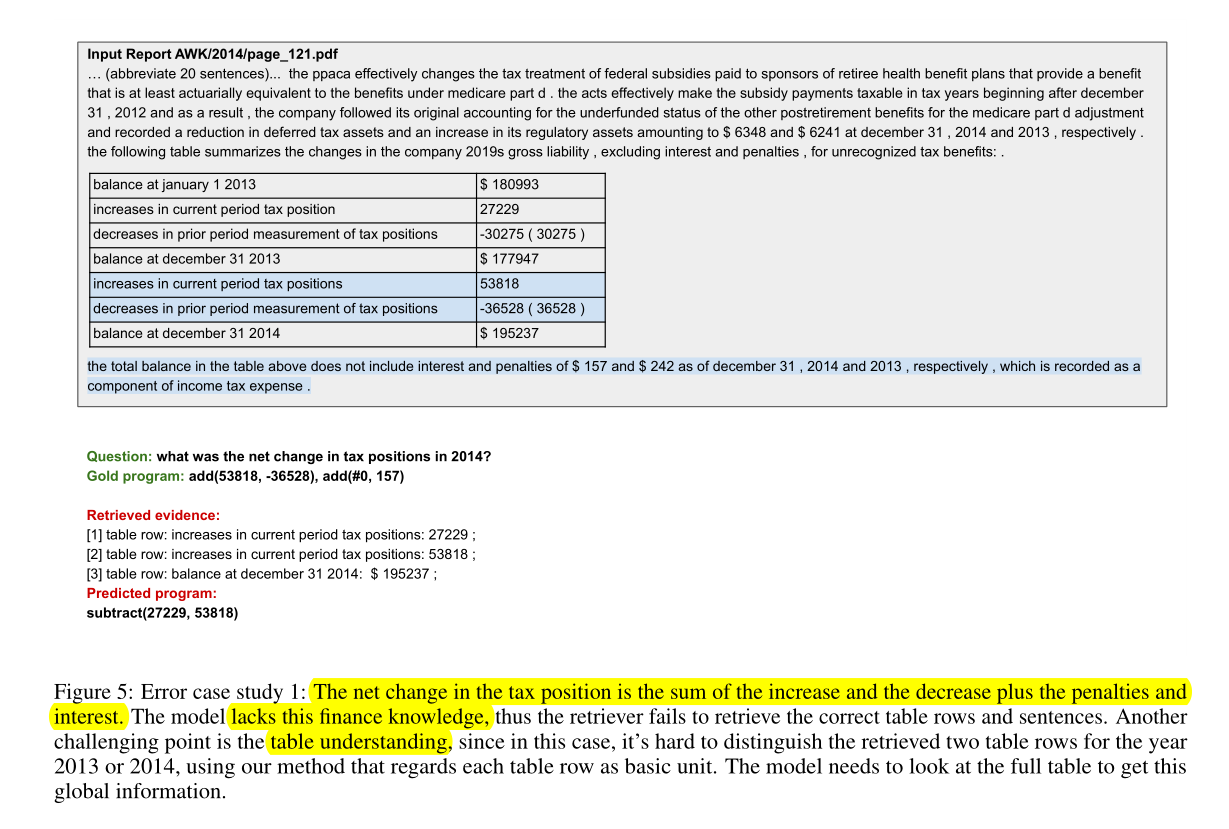 Input Report AWK/2014/page_121.pdf
… (abbreviate 20 sentences)... the ppaca effectively changes the tax treatment of federal subsidies paid to sponsors of retiree health benefit plans that provide a benefit
that is at least actuarially equivalent to the benefits under medicare part d . the acts effectively make the subsidy payments taxable in tax years beginning after december
31 , 2012 and as a result , the company followed its original accounting for the underfunded status of the other postretirement benefits for the medicare part d adjustment
and recorded a reduction in deferred tax assets and an increase in its regulatory assets amounting to $ 6348 and $ 6241 at december 31 , 2014 and 2013 , respectively .
the following table summarizes the changes in the company 2019s gross liability , excluding interest and penalties , for unrecognized tax benefits: .
balance at january 1 2013 $ 180993
increases in current period tax position 27229
decreases in prior period measurement of tax positions -30275 ( 30275 )
balance at december 31 2013 $ 177947
increases in current period tax positions 53818
decreases in prior period measurement of tax positions -36528 ( 36528 )
balance at december 31 2014 $ 195237
the total balance in the table above does not include interest and penalties of $ 157 and $ 242 as of december 31 , 2014 and 2013 , respectively , which is recorded as a
component of income tax expense .
Question: what was the net change in tax positions in 2014?
Gold program: add(53818, -36528), add(#0, 157)
Retrieved evidence:
[1] table row: increases in current period tax positions: 27229 ;
[2] table row: increases in current period tax positions: 53818 ;
[3] table row: balance at december 31 2014: $ 195237 ;
Predicted program:
subtract(27229, 53818)
Figure 5: Error case study 1: The net change in the tax position is the sum of the increase and the decrease plus the penalties and
interest. The model lacks this finance knowledge, thus the retriever fails to retrieve the correct table rows and sentences. Another
challenging point is the table understanding, since in this case, it's hard to distinguish the retrieved two table rows for the year
2013 or 2014, using our method that regards each table row as basic unit. The model needs to look at the full table to get this
global information.